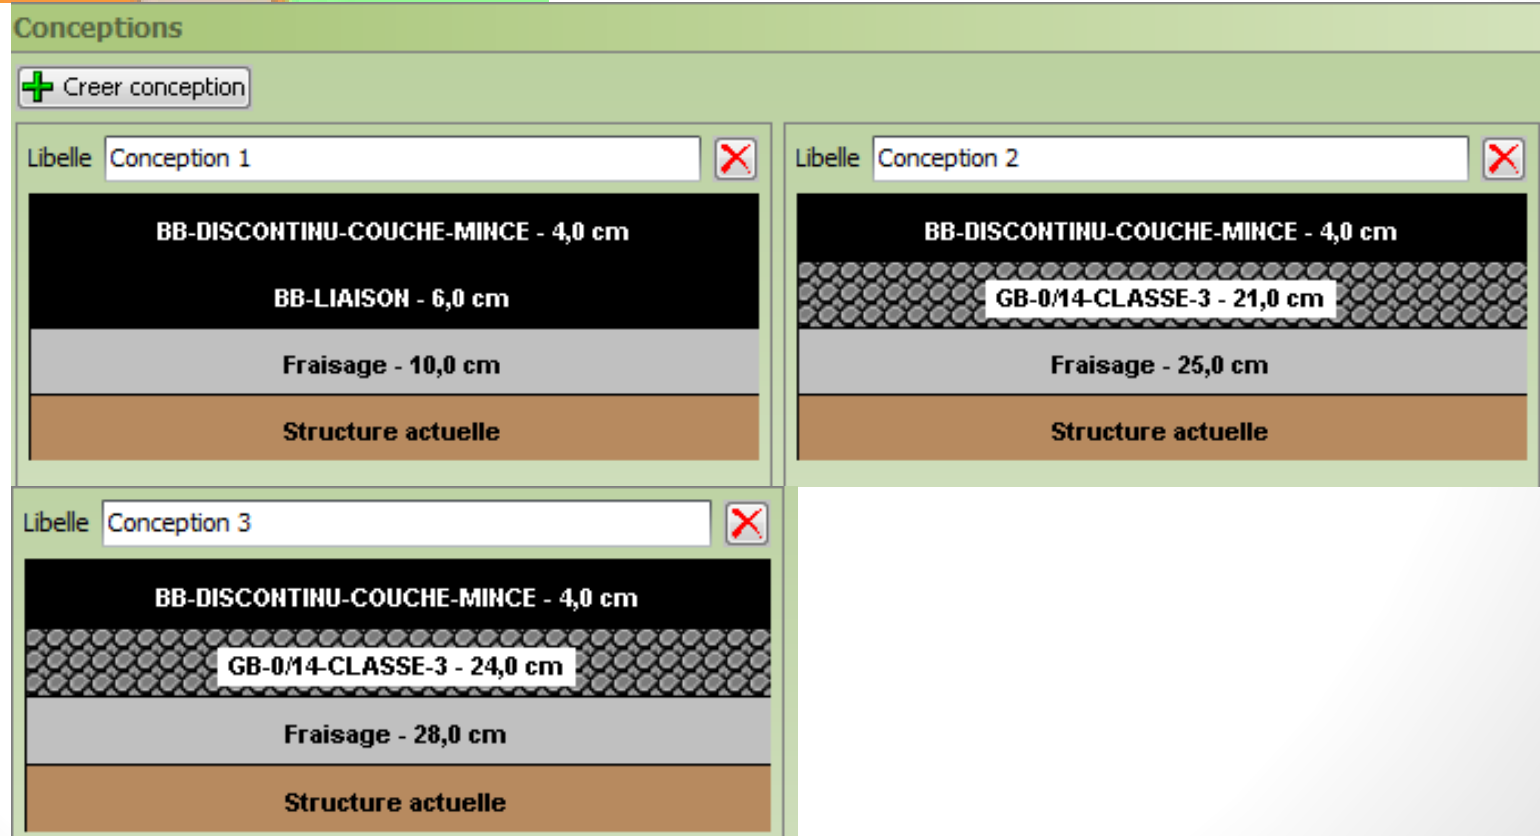 Conceptions
Creer conception
Libelle Conception 1
BB-DISCONTINU-COUCHE-MINCE - 4,0 cm
BB-LIAISON - 6,0 cm
Fraisage - 10,0 cm
Structure actuelle
Libelle Conception 2
BB-DISCONTINU-COUCHE-MINCE - 4,0 cm
GB-0/14-CLASSE-3 - 21,0 cm
Fraisage - 25,0 cm
Structure actuelle
Libelle Conception 3
BB-DISCONTINU-COUCHE-MINCE - 4,0 cm
GB-0/14-CLASSE-3 - 24,0 cm
Fraisage - 28,0 cm
Structure actuelle